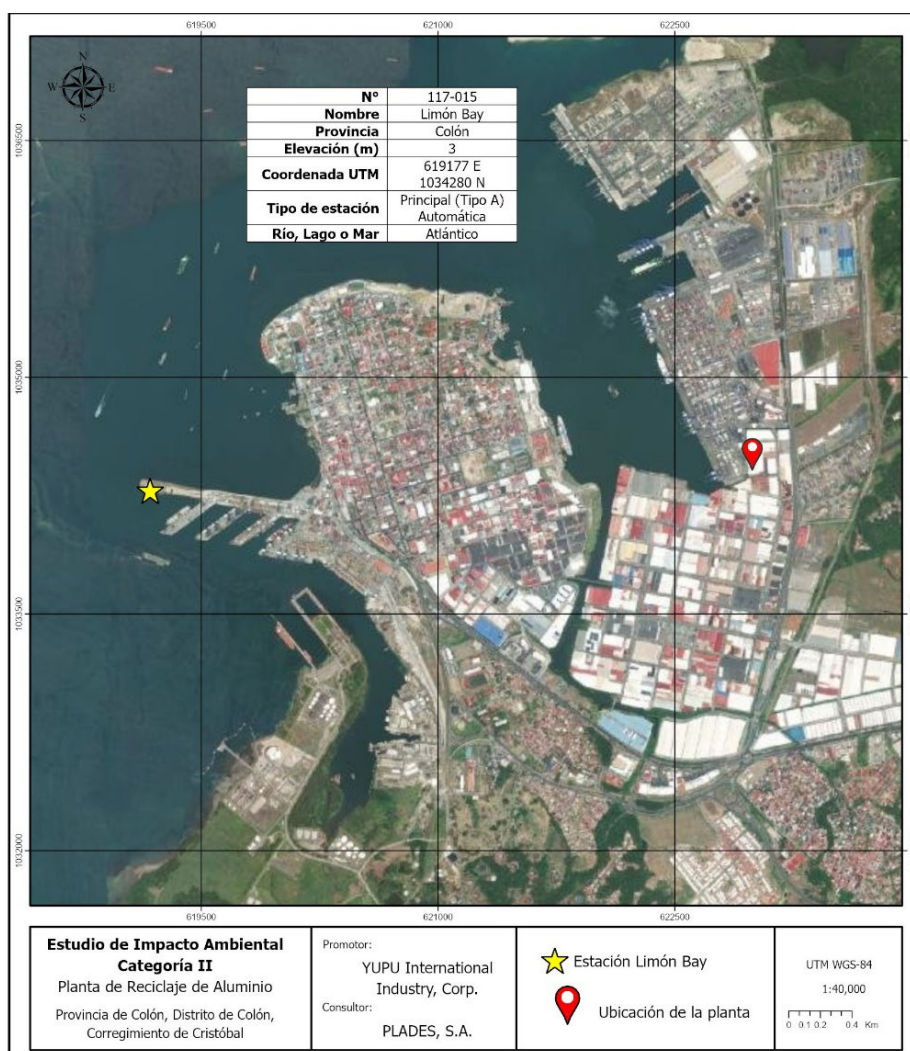 619500 621000 622500
N
W E
S
N° 117-015
Nombre Limón Bay
Provincia Colón
Elevación (m) 3
Coordenada UTM 619177 E
1034280 N
Tipo de estación Principal (Tipo A)
Automática
Río, Lago o Mar Atlántico
1036500 1036500
1035000 1035000
1033500 1033500
1032000 1032000
619500 621000 622500
Estudio de Impacto Ambiental
Categoría II
Planta de Reciclaje de Aluminio
Provincia de Colón, Distrito de Colón,
Corregimiento de Cristóbal
Promotor:
YUPU International
Industry, Corp.
Consultor:
PLADES, S.A.
Estación Limón Bay
Ubicación de la planta
UTM WGS-84
1:40,000
0 0.1 0.2 0.4 Km